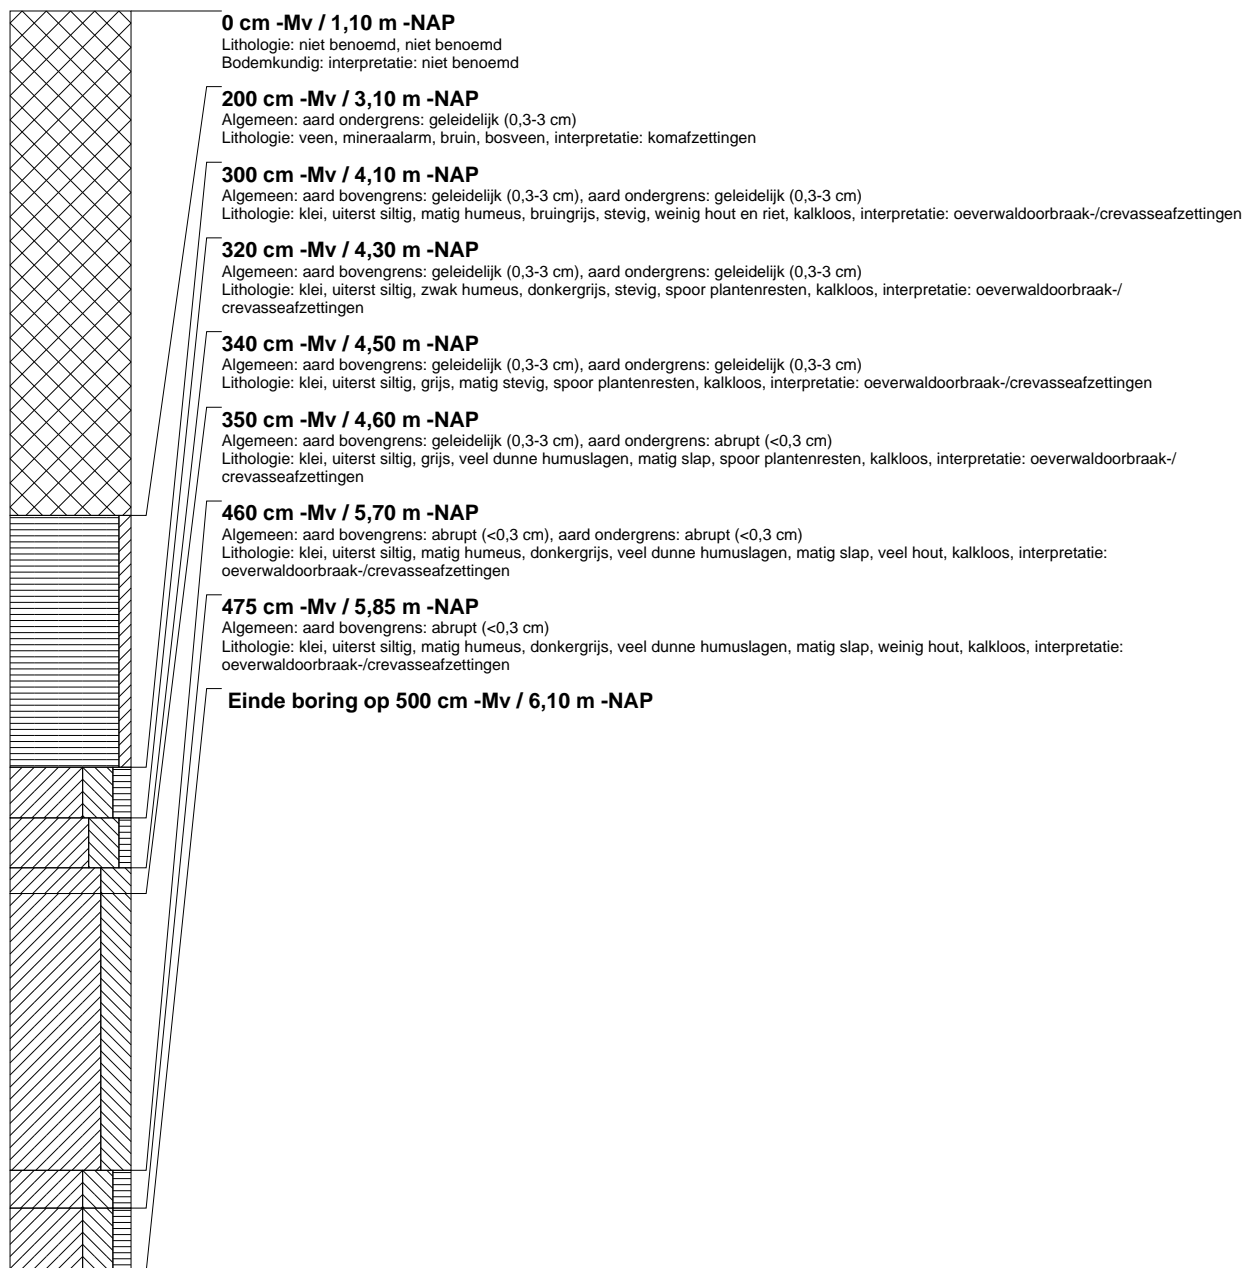 0 cm -Mv / 1,10 m -NAP
Lithologie: niet benoemd, niet benoemd
Bodemkundig: interpretatie: niet benoemd
200 cm -Mv / 3,10 m -NAP
Algemeen: aard ondergrens: geleidelijk (0,3-3 cm)
Lithologie: veen, mineraalarm, bruin, bosveen, interpretatie: komafzettingen
300 cm -Mv / 4,10 m -NAP
Algemeen: aard bovengrens: geleidelijk (0,3-3 cm), aard ondergrens: geleidelijk (0,3-3 cm)
Lithologie: klei, uiterst siltig, matig humeus, bruingrijs, stevig, weinig hout en riet, kalkloos, interpretatie: oeverwaldoorbraak-/crevasseafzettingen
320 cm -Mv / 4,30 m -NAP
Algemeen: aard bovengrens: geleidelijk (0,3-3 cm), aard ondergrens: geleidelijk (0,3-3 cm)
Lithologie: klei, uiterst siltig, zwak humeus, donkergrijs, stevig, spoor plantenresten, kalkloos, interpretatie: oeverwaldoorbraak-/
crevasseafzettingen
340 cm -Mv / 4,50 m -NAP
Algemeen: aard bovengrens: geleidelijk (0,3-3 cm), aard ondergrens: geleidelijk (0,3-3 cm)
Lithologie: klei, uiterst siltig, grijs, matig stevig, spoor plantenresten, kalkloos, interpretatie: oeverwaldoorbraak-/crevasseafzettingen
350 cm -Mv / 4,60 m -NAP
Algemeen: aard bovengrens: geleidelijk (0,3-3 cm), aard ondergrens: abrupt (<0,3 cm)
Lithologie: klei, uiterst siltig, grijs, veel dunne humuslagen, matig slap, spoor plantenresten, kalkloos, interpretatie: oeverwaldoorbraak-/
crevasseafzettingen
460 cm -Mv / 5,70 m -NAP
Algemeen: aard bovengrens: abrupt (<0,3 cm), aard ondergrens: abrupt (<0,3 cm)
Lithologie: klei, uiterst siltig, matig humeus, donkergrijs, veel dunne humuslagen, matig slap, veel hout, kalkloos, interpretatie:
oeverwaldoorbraak-/crevasseafzettingen
475 cm -Mv / 5,85 m -NAP
Algemeen: aard bovengrens: abrupt (<0,3 cm)
Lithologie: klei, uiterst siltig, matig humeus, donkergrijs, veel dunne humuslagen, matig slap, weinig hout, kalkloos, interpretatie:
oeverwaldoorbraak-/crevasseafzettingen
Einde boring op 500 cm -Mv / 6,10 m -NAP